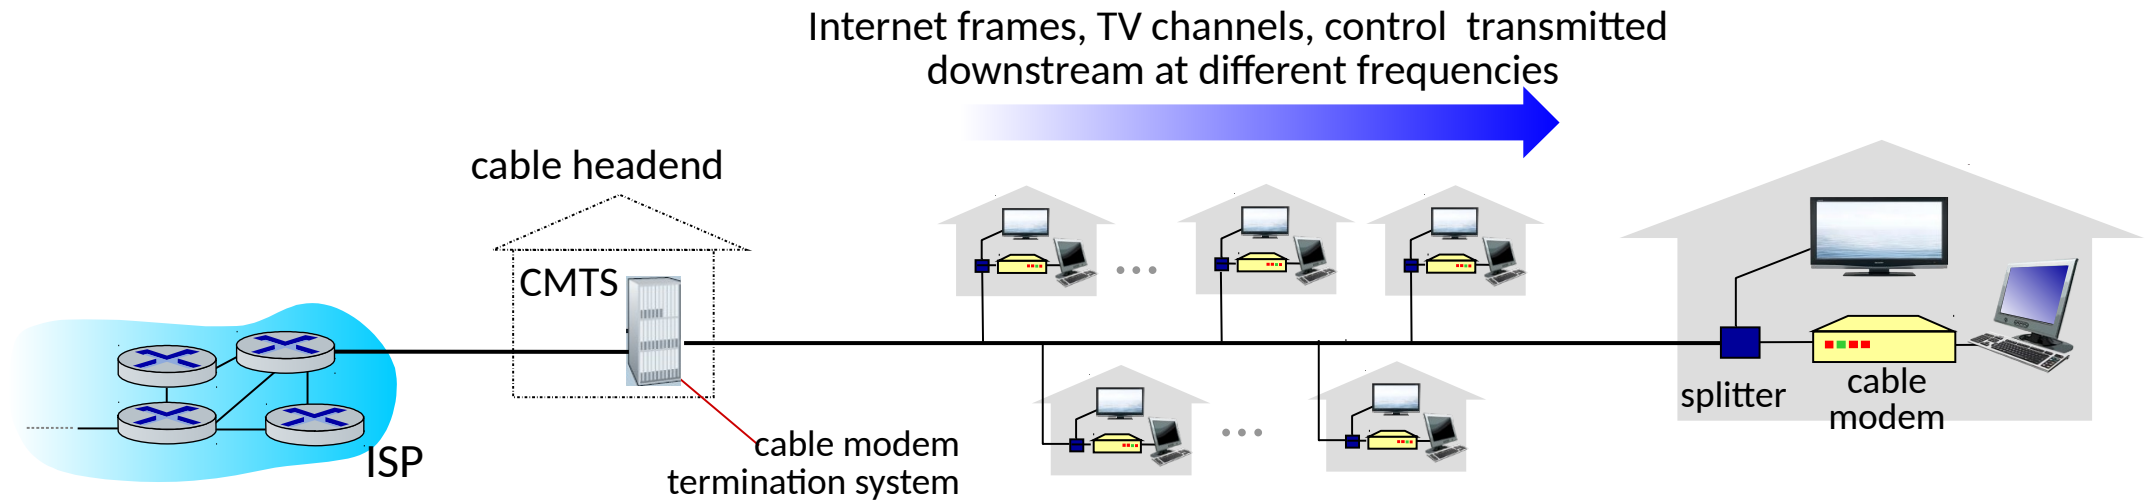 Internet frames, TV channels, control  transmitted
downstream at different frequencies
cable headend
CMTS
ISP
cable modem
termination system
splitter
cable
modem